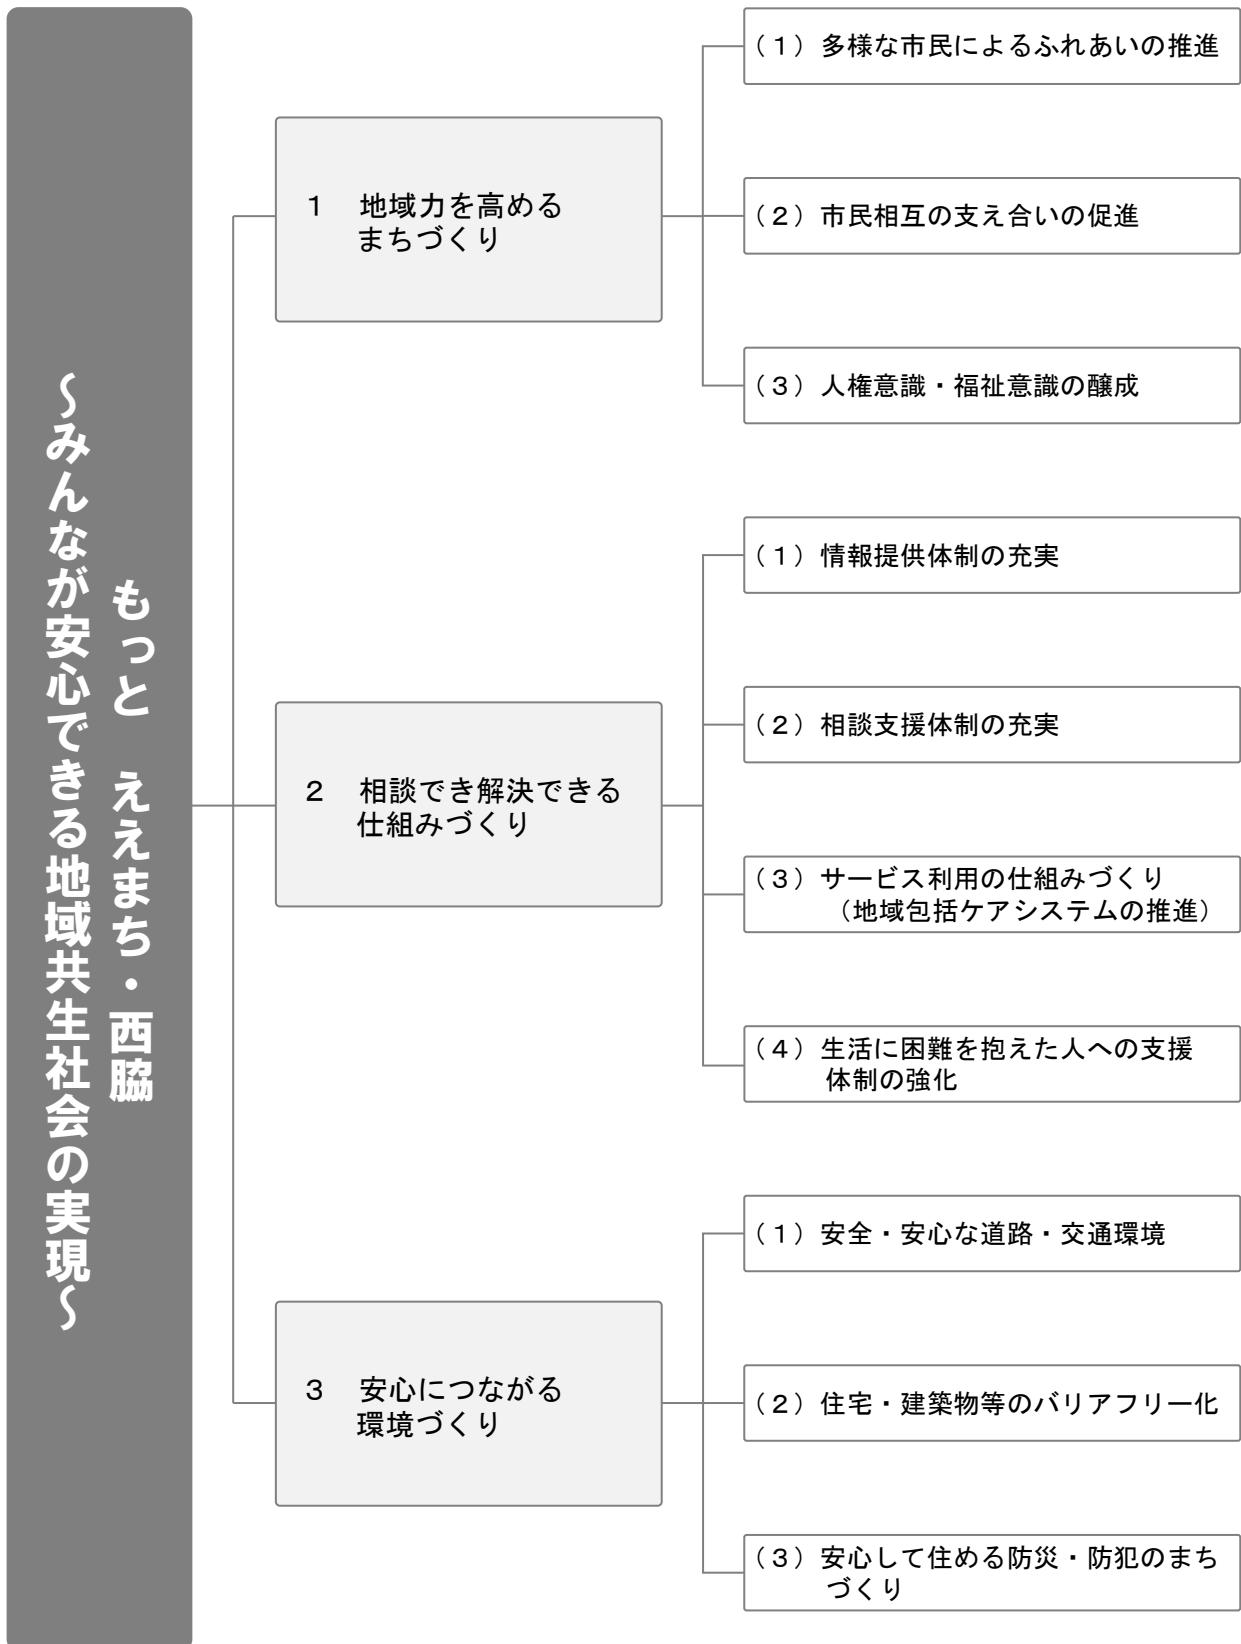 もっと　ええまち・西脇
～みんなが安心できる地域共生社会の実現～
１　地域力を高める
まちづくり
（１）多様な市民によるふれあいの推進
（２）市民相互の支え合いの促進
（３）人権意識・福祉意識の醸成
２　相談でき解決できる
仕組みづくり
（１）情報提供体制の充実
（２）相談支援体制の充実
（３）サービス利用の仕組みづくり
（地域包括ケアシステムの推進）
（４）生活に困難を抱えた人への支援
体制の強化
３　安心につながる
環境づくり
（１）安全・安心な道路・交通環境
（２）住宅・建築物等のバリアフリー化
（３）安心して住める防災・防犯のまち
づくり